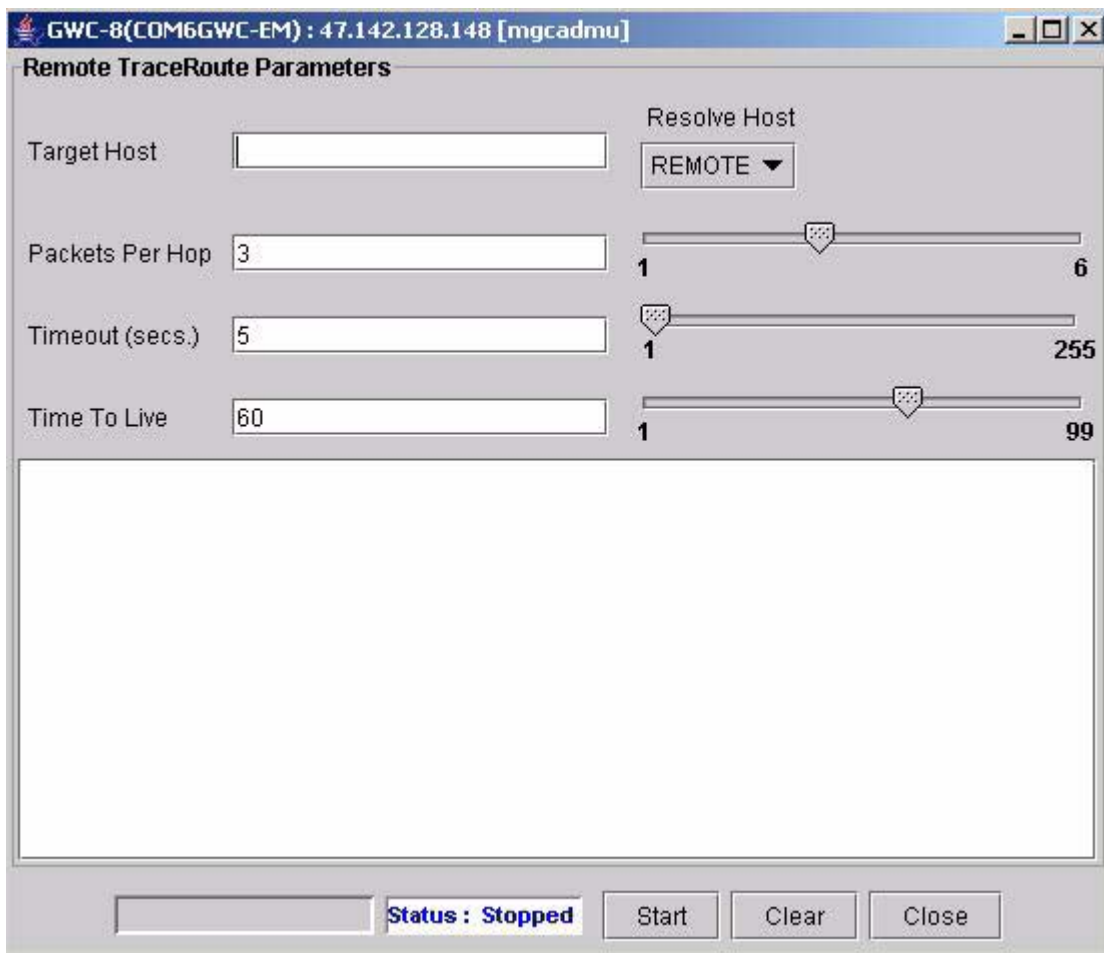 GWC-8(COM6GWC-EM) : 47.142.128.148 [mgcadmu]
Remote TraceRoute Parameters
Resolve Host
Target Host
REMOTE
Packets Per Hop 3
1 6
Timeout (secs.) 5
1 255
Time To Live 60
1 99
Status : Stopped Start Clear Close